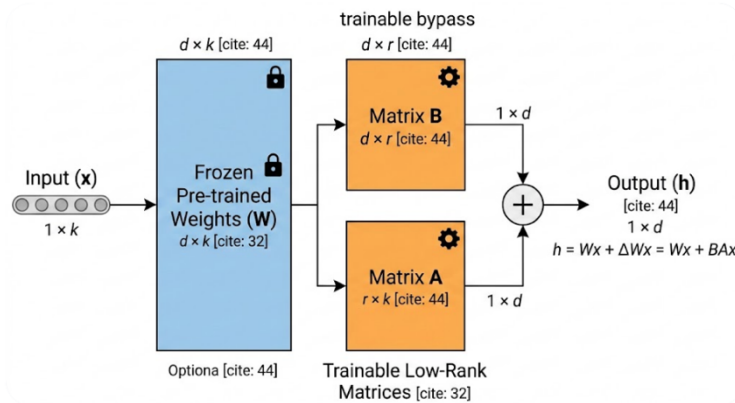 trainable bypass
d × k [cite: 44]
d × r [cite: 44]
Input (x)
1 × k
Frozen
Pre-trained
Weights (W)
d × k [cite: 32]
Optiona [cite: 44]
Matrix B
d × r [cite: 44]
1 × d
Matrix A
r × k [cite: 44]
1 × d
Trainable Low-Rank
Matrices [cite: 32]
+
Output (h)
[cite: 44]
1 × d
h = Wx + ΔWx = Wx + BAx